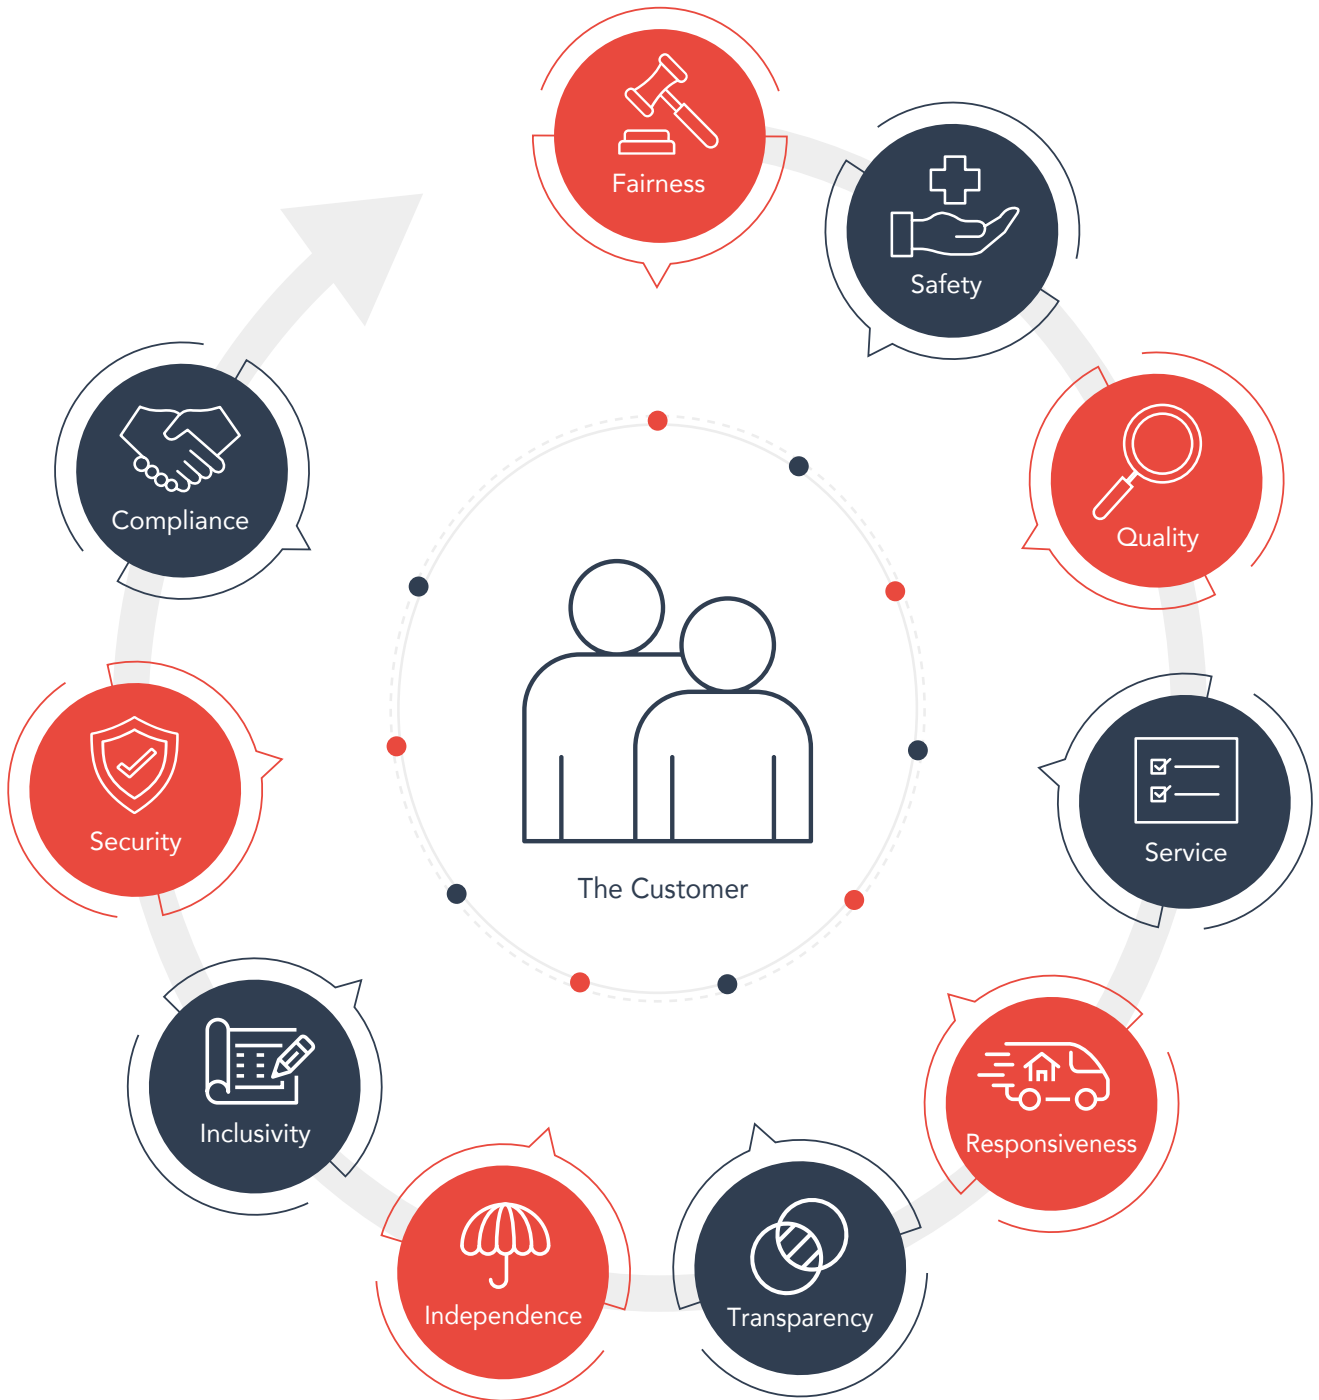 Fairness
Safety
Quality
Service
Responsiveness
Transparency
Independence
Inclusivity
Security
Compliance
The Customer